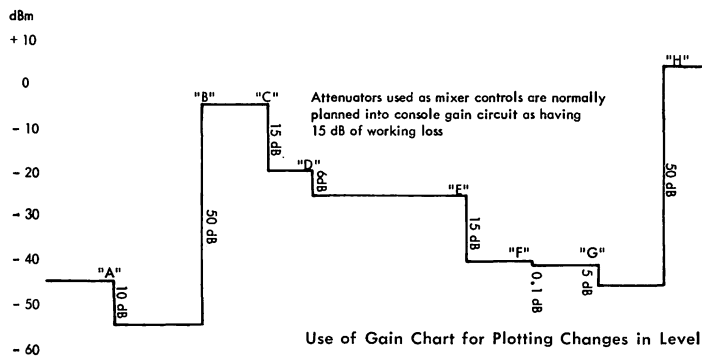 dBm
+ 10
"H"
0
"B" "C"
Attenuators used as mixer controls are normally
planned into console gain circuit as having
15 dB of working loss
- 10
15 dB
"D"
- 20
6dB
"E"
- 30
50 dB
50 dB
15 dB
- 40
"F" "G"
"A"
10 dB
0.1 dB
5 dB
- 50
Use of Gain Chart for Plotting Changes in Level
- 60